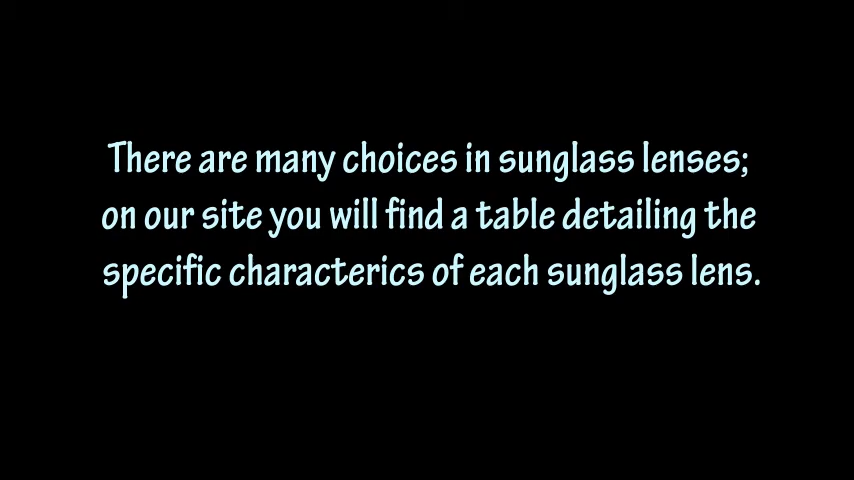 There are many choices in sunglass lenses;
on our site you will find a table detailing the
specific characterics of each sunglass lens.